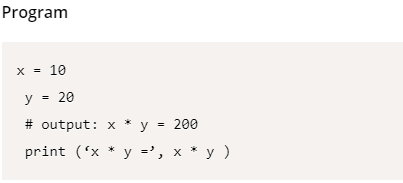 Program
x = 10
y = 20
# output: x * y = 200
print (‘x * y =’, x * y )